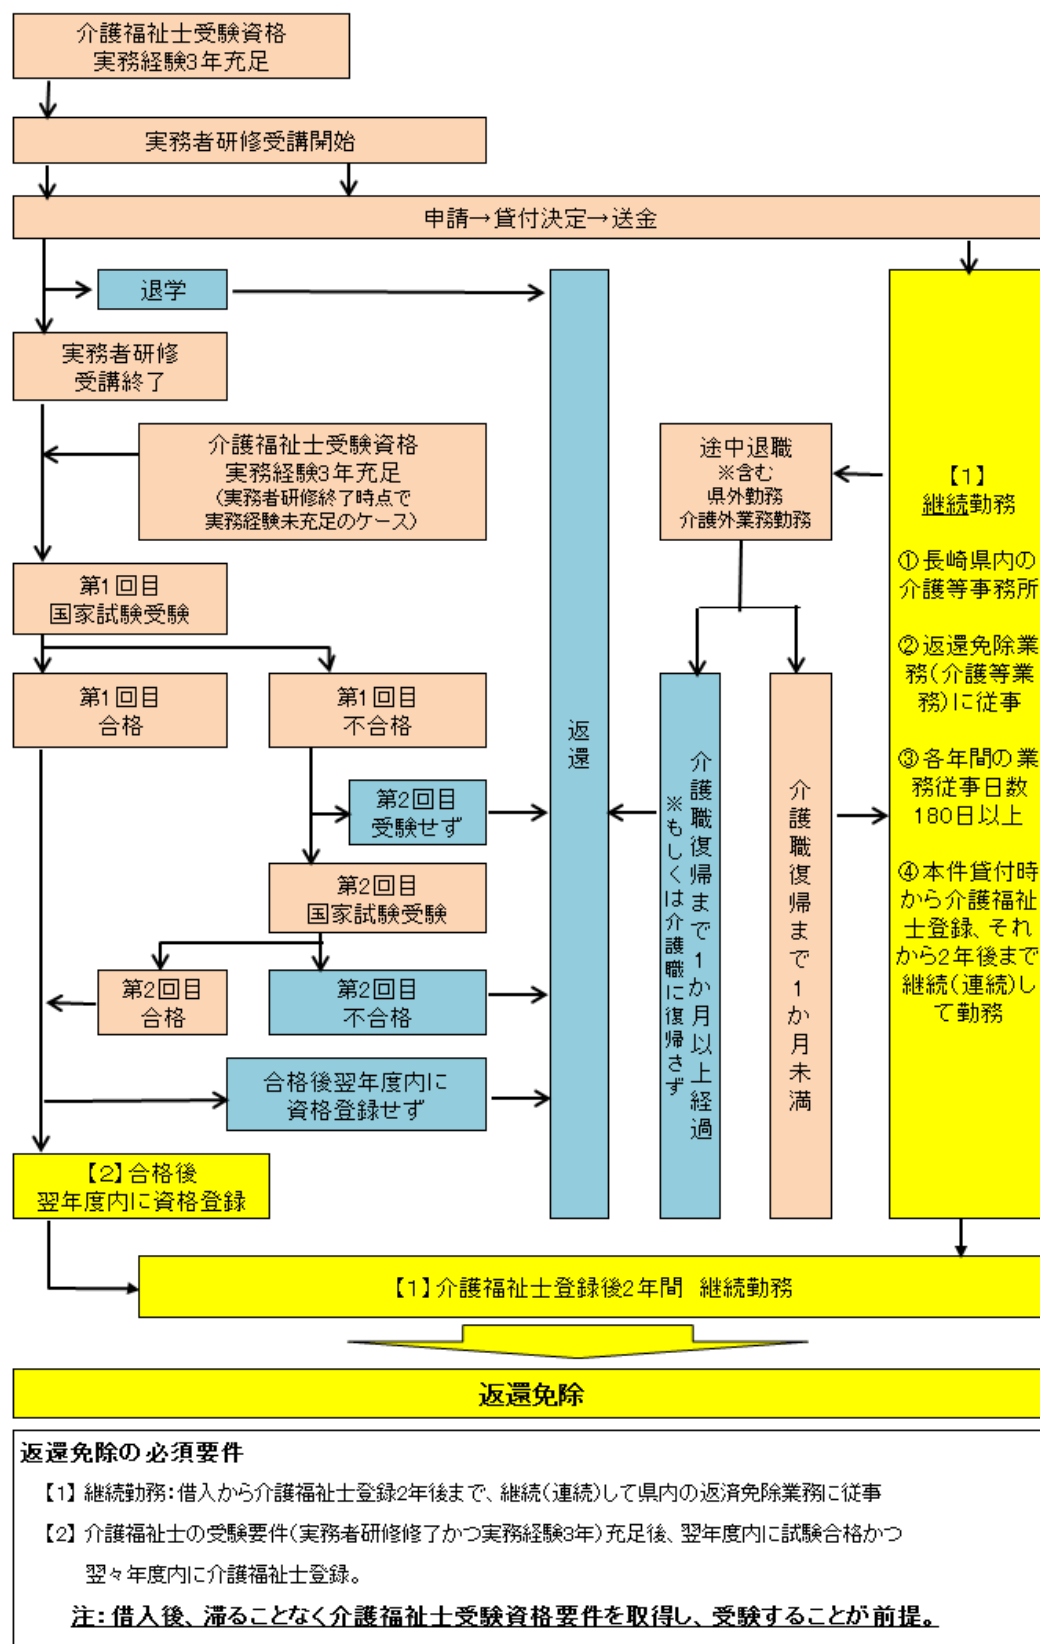 介護福祉士受験資格
実務経験3年充足
実務者研修受講開始
申請→貸付決定→送金
退学
実務者研修
受講終了
介護福祉士受験資格
実務経験3年充足
(実務者研修終了時点で
実務経験未充足のケース)
第1回目
国家試験受験
第1回目
合格
第1回目
不合格
第2回目
受験せず
第2回目
国家試験受験
第2回目
合格
第2回目
不合格
合格後翌年度内に
資格登録せず
【2】合格後
翌年度内に資格登録
返還
途中退職
※含む
県外勤務
介護外業務勤務
介護職復帰まで1か月以上経過
※もしくは介護職に復帰さず
介護職復帰まで1か月未満
【1】
継続勤務
①長崎県内の
介護等事務所
②返還免除業
務(介護等業
務)に従事
③各年間の業
務従事日数
180日以上
④本件貸付時
から介護福祉
士登録、それ
から2年後まで
継続(連続)し
て勤務
【1】介護福祉士登録後2年間 継続勤務
返還免除
返還免除の必須要件
【1】継続勤務:借入から介護福祉士登録2年後まで、継続(連続)して県内の返済免除業務に従事
【2】介護福祉士の受験要件(実務者研修修了かつ実務経験3年)充足後、翌年度内に試験合格かつ
翌々年度内に介護福祉士登録。
注:借入後、滞ることなく介護福祉士受験資格要件を取得し、受験することが前提。